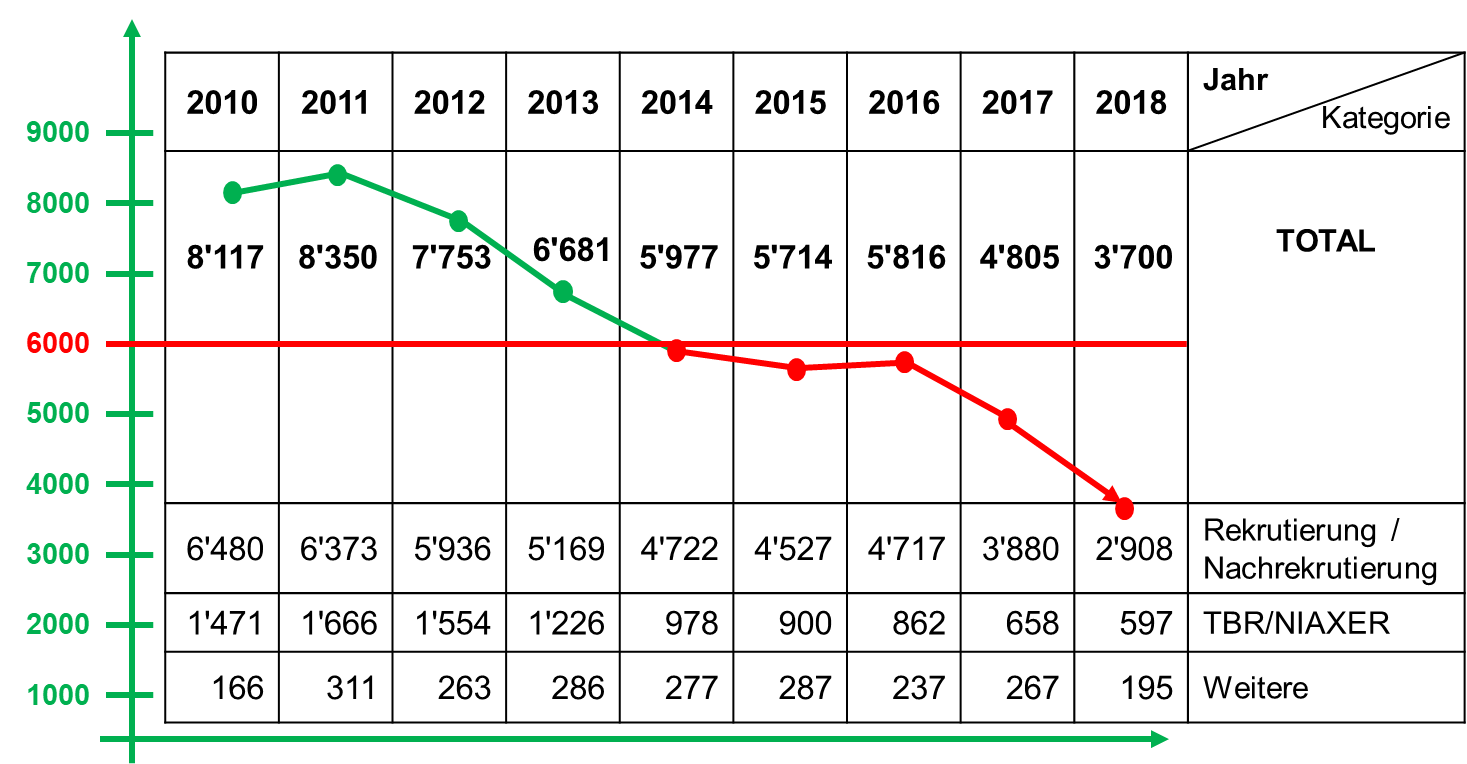 2010 2011 2012 2013 2014 2015 2016 2017 2018 Jahr
Kategorie
9000
8000
8'117 8'350 7'753 6'681 5'977 5'714 5'816 4'805 3'700 TOTAL
7000
6000
5000
4000
6'480 6'373 5'936 5'169 4'722 4'527 4'717 3'880 2'908 Rekrutierung /
Nachrekrutierung
3000
1'471 1'666 1'554 1'226 978 900 862 658 597 TBR/NIAXER
2000
166 311 263 286 277 287 237 267 195 Weitere
1000